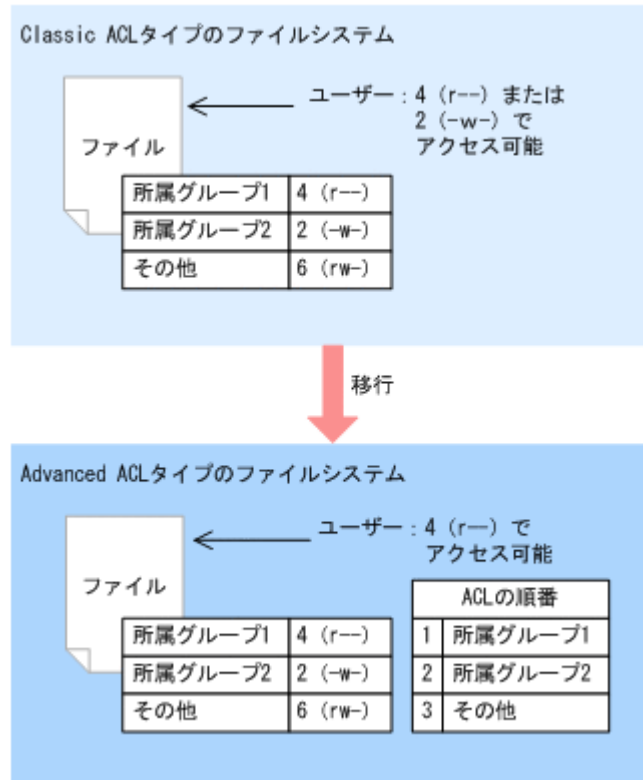 Classic ACLタイプのファイルシステム
ユーザー：4（r--）または
2（-w-）で
アクセス可能
ファイル
所属グループ1 4（r--）
所属グループ2 2（-w-）
その他 6（rw-）
移行
Advanced ACLタイプのファイルシステム
ユーザー：4（r—）で
アクセス可能
ファイル
ACLの順番
所属グループ1 4（r--） 1 所属グループ1
所属グループ2 2（-w-） 2 所属グループ2
その他 6（rw-） 3 その他